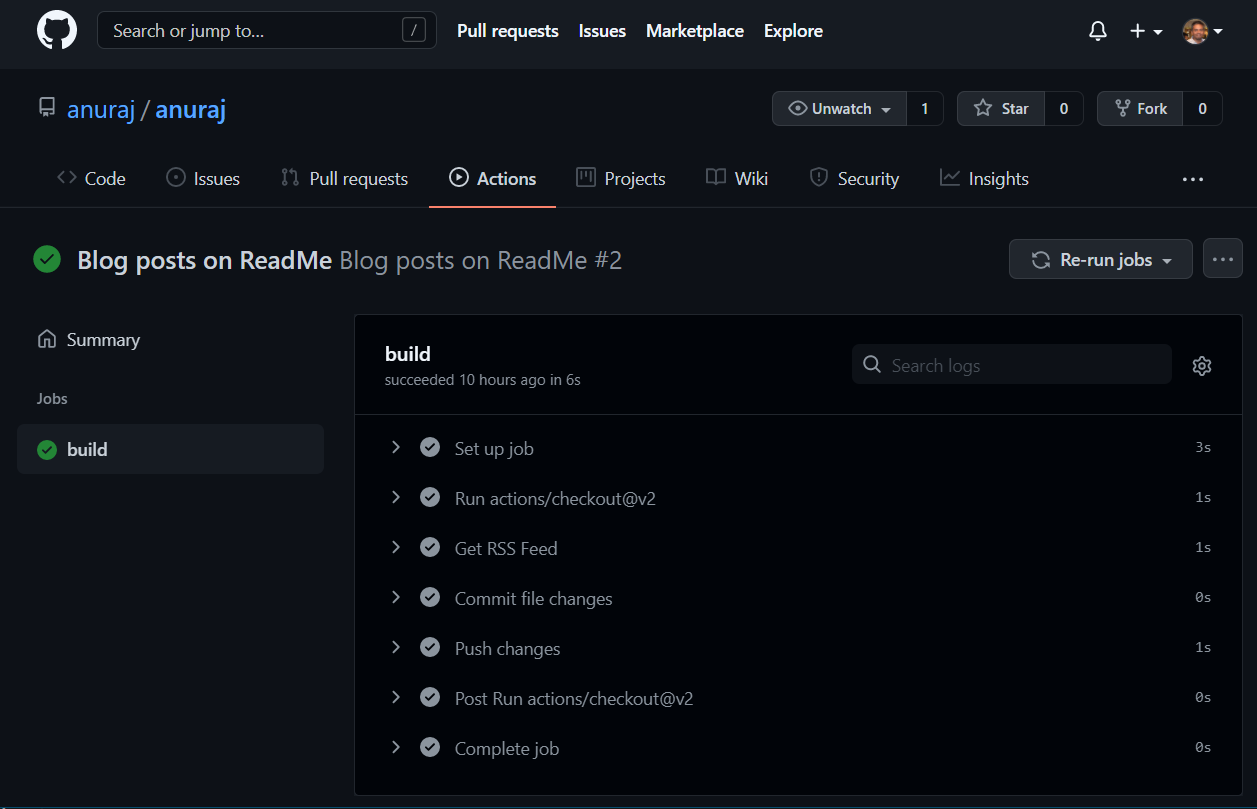 Search or jump to... / Pull requests Issues Marketplace Explore
anuraj / anuraj Unwatch 1 Star 0 Fork 0
Code Issues Pull requests Actions Projects Wiki Security Insights
Blog posts on ReadMe Blog posts on ReadMe #2 Re-run jobs
Summary
Jobs
build
build
succeeded 10 hours ago in 6s
Search logs
Set up job 3s
Run actions/checkout@v2 1s
Get RSS Feed 1s
Commit file changes 0s
Push changes 1s
Post Run actions/checkout@v2 0s
Complete job 0s